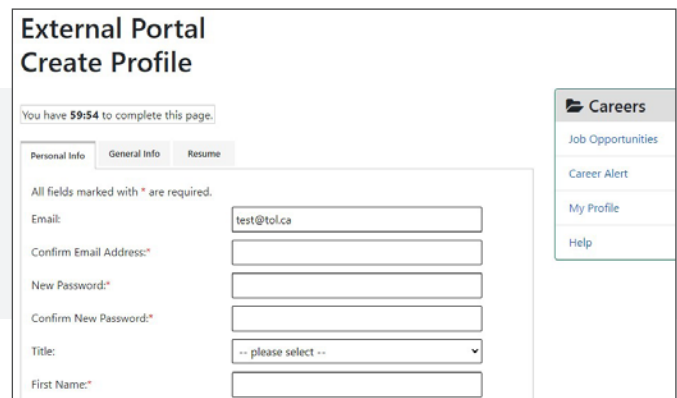 External Portal
Create Profile
You have 59:54 to complete this page.
Personal Info General Info Resume
All fields marked with * are required.
Email: test@tol.ca
Confirm Email Address:*
New Password:*
Confirm New Password:*
Title: -- please select --
First Name:*
Careers
Job Opportunities
Career Alert
My Profile
Help